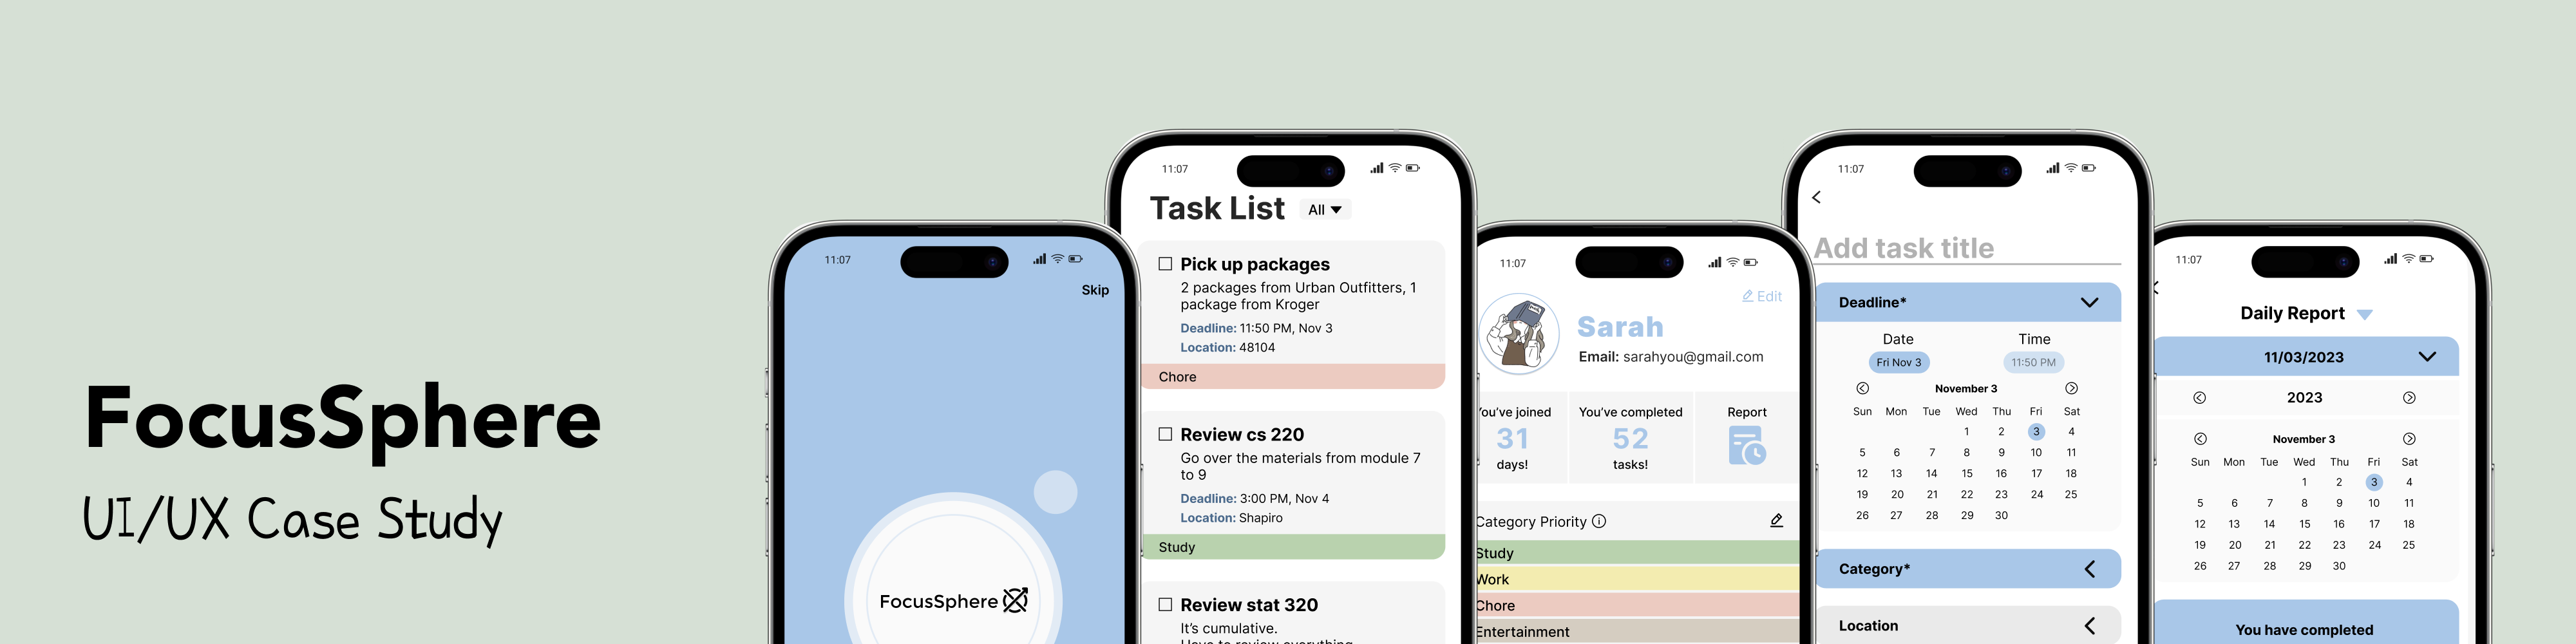 FocusSphere
UI/UX Case Study
11:07
Skip
FocusSphere
11:07
Task List
All
Pick up packages
2 packages from Urban Outfitters, 1
package from Kroger
Deadline: 11:50 PM, Nov 3
Location: 48104
Chore
Review cs 220
Go over the materials from module 7
to 9
Deadline: 3:00 PM, Nov 4
Location: Shapiro
Study
Review stat 320
It's cumulative.
Have to review everything
11:07
Edit
Sarah
Email: sarahyou@gmail.com
You've joined
31
days!
You've completed
52
tasks!
Report
Category Priority
Study
Work
Chore
Entertainment
11:07
Add task title
Deadline*
Date Time
Fri Nov 3 11:50 PM
November 3
Sun Mon Tue Wed Thu Fri Sat
1 2 3 4
5 6 7 8 9 10 11
12 13 14 15 16 17 18
19 20 21 22 23 24 25
26 27 28 29 30
Category*
Location
11:07
Daily Report
11/03/2023
2023
November 3
Sun Mon Tue Wed Thu Fri Sat
1 2 3 4
5 6 7 8 9 10 11
12 13 14 15 16 17 18
19 20 21 22 23 24 25
26 27 28 29 30
You have completed